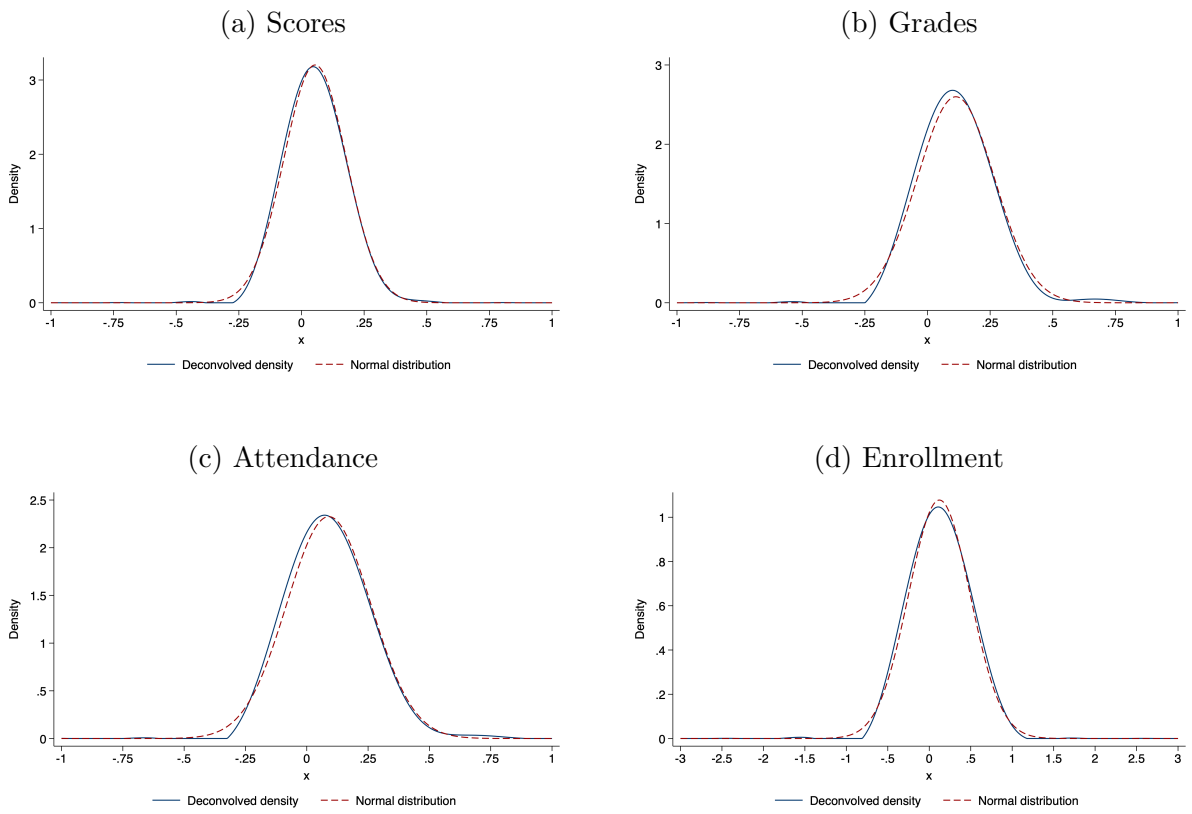 (a) Scores
Density
3
2
1
0
-1 -.75 -.5 -.25 0 .25 .5 .75 1
x
Deconvolved density Normal distribution
(b) Grades
Density
3
2
1
0
-1 -.75 -.5 -.25 0 .25 .5 .75 1
x
Deconvolved density Normal distribution
(c) Attendance
Density
2.5
2
1.5
1
.5
0
-1 -.75 -.5 -.25 0 .25 .5 .75 1
x
Deconvolved density Normal distribution
(d) Enrollment
Density
1
.8
.6
.4
.2
0
-3 -2.5 -2 -1.5 -1 -.5 0 .5 1 1.5 2 2.5 3
x
Deconvolved density Normal distribution